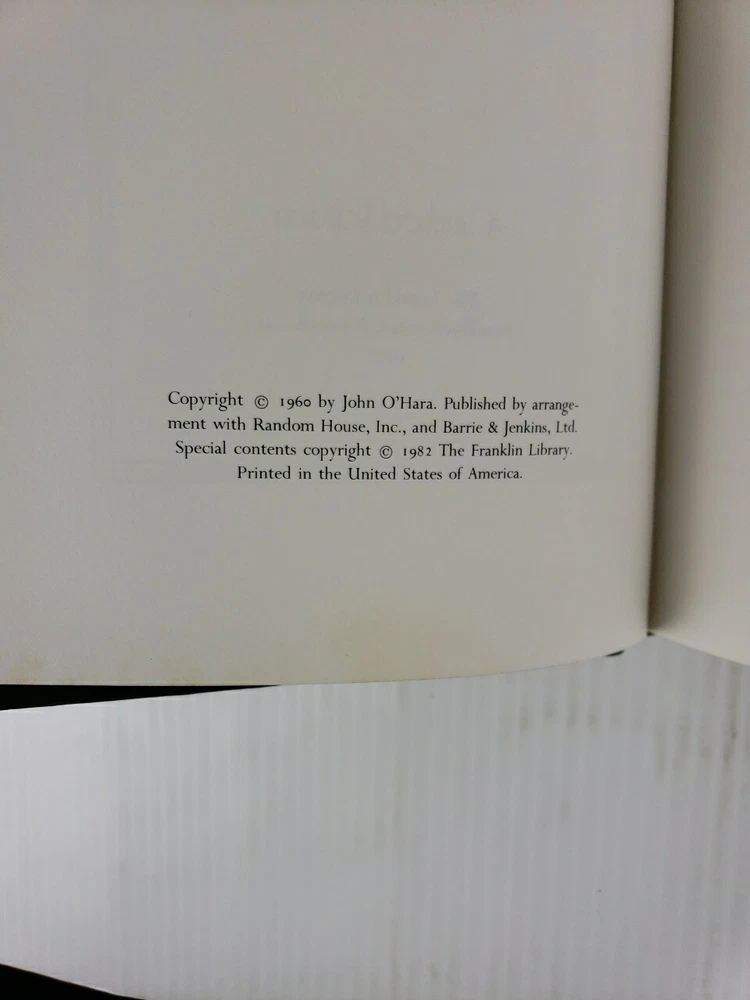 Copyright © 1960 by John O'Hara. Published by arrange-
ment with Random House, Inc., and Barrie & Jenkins, Ltd.
Special contents copyright © 1982 The Franklin Library.
Printed in the United States of America.